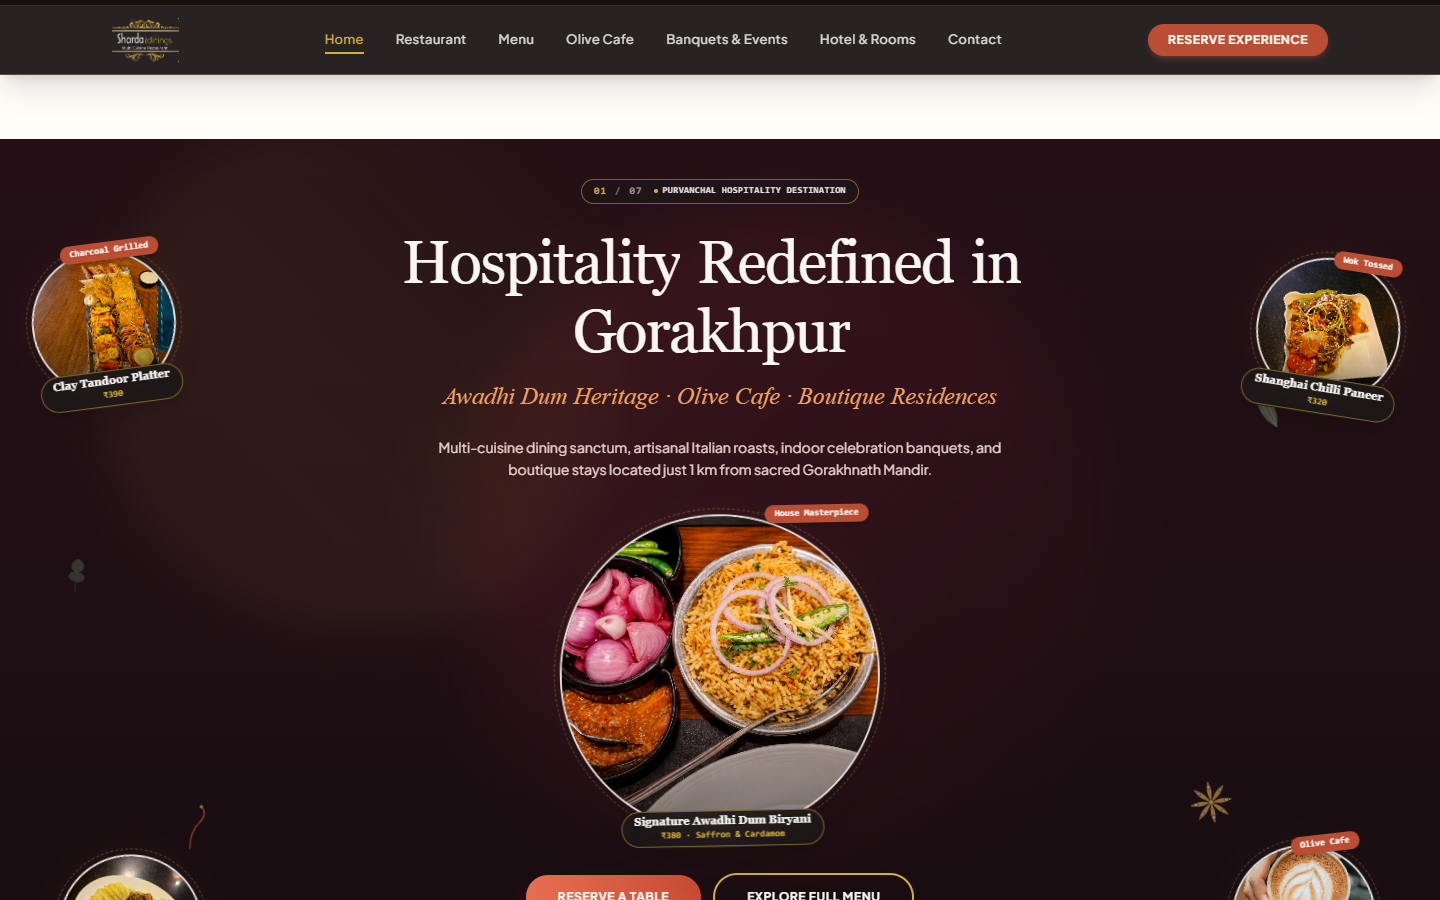 Sharda dinings
Multi Cuisine Restaurant
Home
Restaurant
Menu
Olive Cafe
Banquets & Events
Hotel & Rooms
Contact
RESERVE EXPERIENCE
01 / 07 • PURVANCHAL HOSPITALITY DESTINATION
Hospitality Redefined in
Gorakhpur
Awadhi Dum Heritage · Olive Cafe · Boutique Residences
Multi-cuisine dining sanctum, artisanal Italian roasts, indoor celebration banquets, and
boutique stays located just 1 km from sacred Gorakhnath Mandir.
Charcoal Grilled
Clay Tandoor Platter
₹390
Wok Tossed
Shanghai Chilli Paneer
₹320
House Masterpiece
Signature Awadhi Dum Biryani
₹380 · Saffron & Cardamom
Olive Cafe
RESERVE A TABLE
EXPLORE FULL MENU